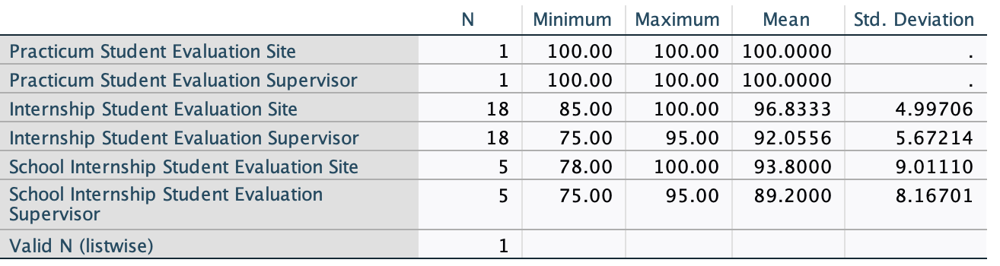 N Minimum Maximum Mean Std. Deviation
Practicum Student Evaluation Site 1 100.00 100.00 100.0000 .
Practicum Student Evaluation Supervisor 1 100.00 100.00 100.0000 .
Internship Student Evaluation Site 18 85.00 100.00 96.8333 4.99706
Internship Student Evaluation Supervisor 18 75.00 95.00 92.0556 5.67214
School Internship Student Evaluation Site 5 78.00 100.00 93.8000 9.01110
School Internship Student Evaluation 5 75.00 95.00 89.2000 8.16701
Supervisor
Valid N (listwise) 1